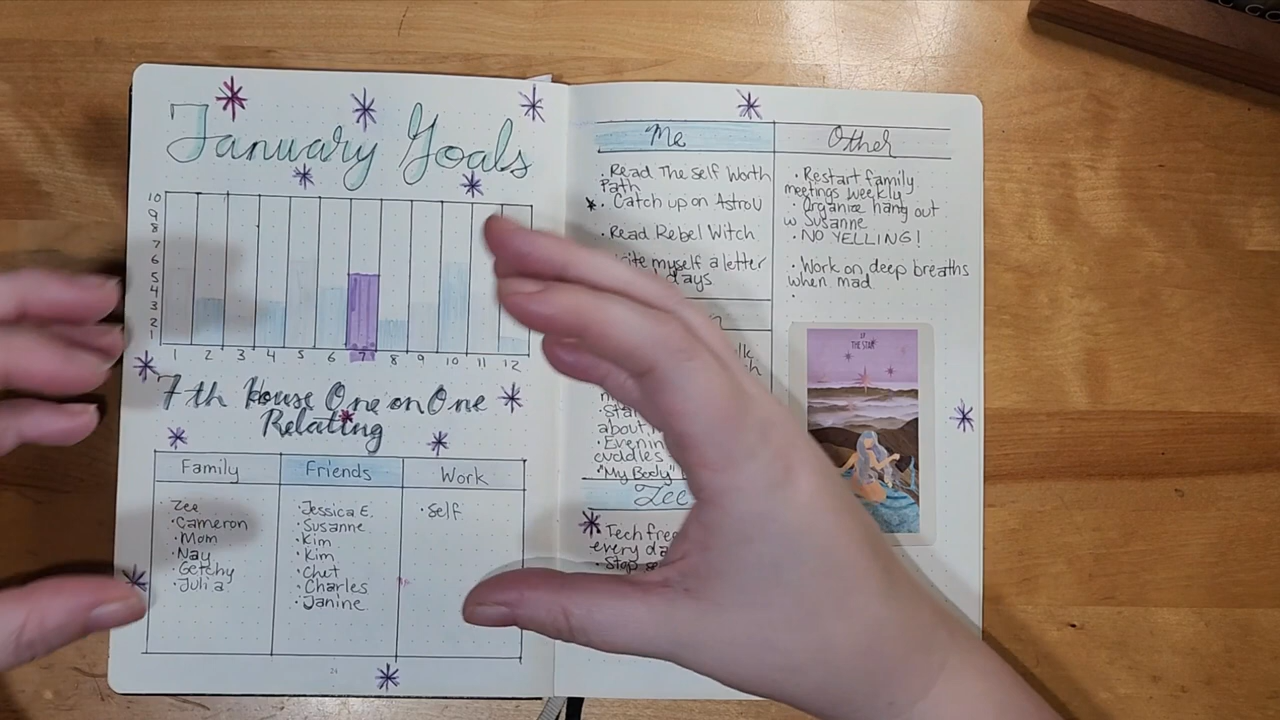 January Goals
10
9
8
7
6
5
4
3
2
1
1 2 3 4 5 6 7 8 9 10 11 12
7th House One on One
Relating
Family Friends Work
Zee
·Cameron
·Mom
·Nay
·Getchy
·Julia
·Jessica E.
·Susanne
·Kim
·Kim
·Chet
·Charles
·Janine
·Self
24
Me
·Read The Self Worth
Path
·Catch up on AstroU
·Read Rebel Witch
myself a letter
days
·
about
·Evenin
cuddles
·"My Body"
Zee
·Tech free
every da
·Stop
Other
·Restart family
meetings weekly
·Organize hang out
w Susanne
·NO YELLING!
·Work on deep breaths
when mad
·
THE STAR